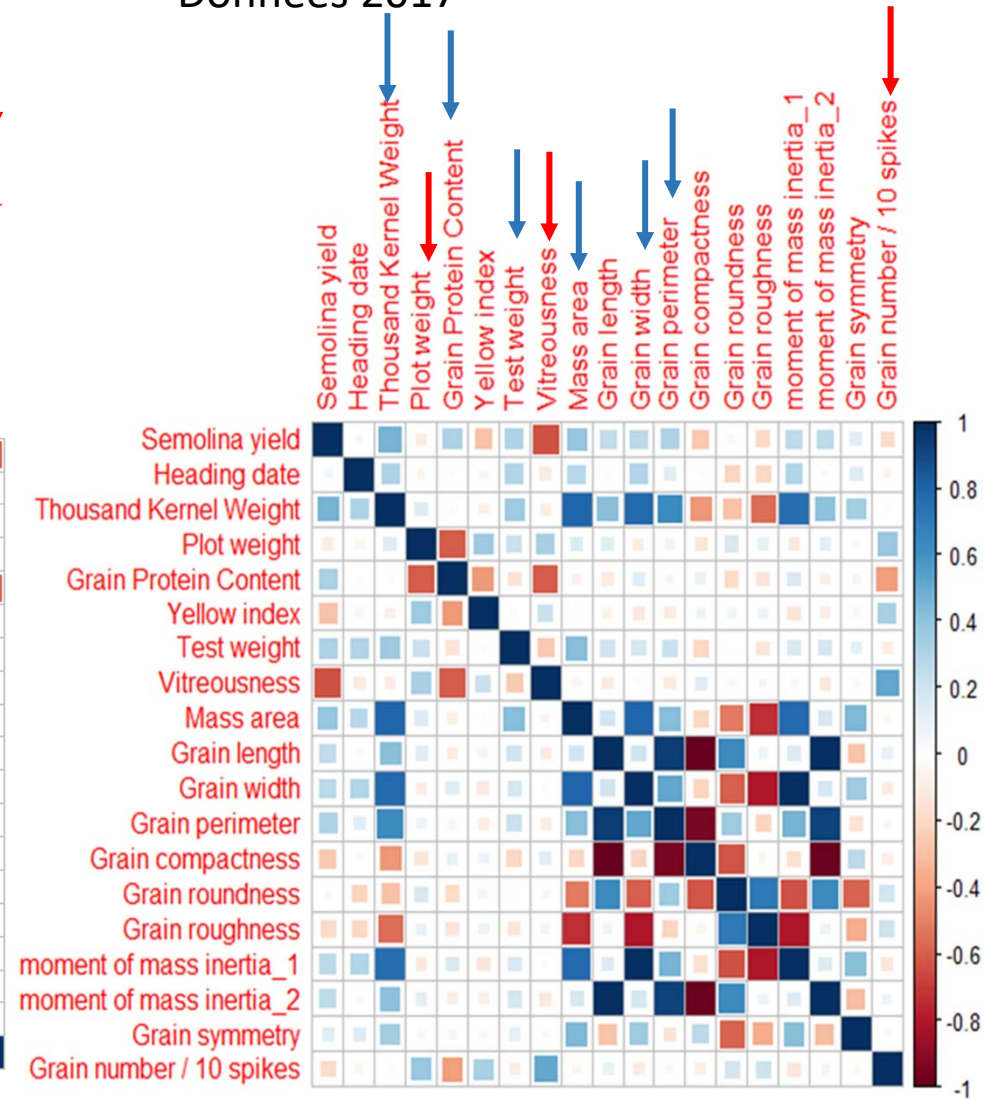 Données 2017
Semolina yield
Heading date
Thousand Kernel Weight
Plot weight
Grain Protein Content
Yellow index
Test weight
Vitreousness
Mass area
Grain length
Grain width
Grain perimeter
Grain compactness
Grain roundness
Grain roughness
moment of mass inertia_1
moment of mass inertia_2
Grain symmetry
Grain number / 10 spikes
Semolina yield
Heading date
Thousand Kernel Weight
Plot weight
Grain Protein Content
Yellow index
Test weight
Vitreousness
Mass area
Grain length
Grain width
Grain perimeter
Grain compactness
Grain roundness
Grain roughness
moment of mass inertia_1
moment of mass inertia_2
Grain symmetry
Grain number / 10 spikes
1
0.8
0.6
0.4
0.2
0
-0.2
-0.4
-0.6
-0.8
-1